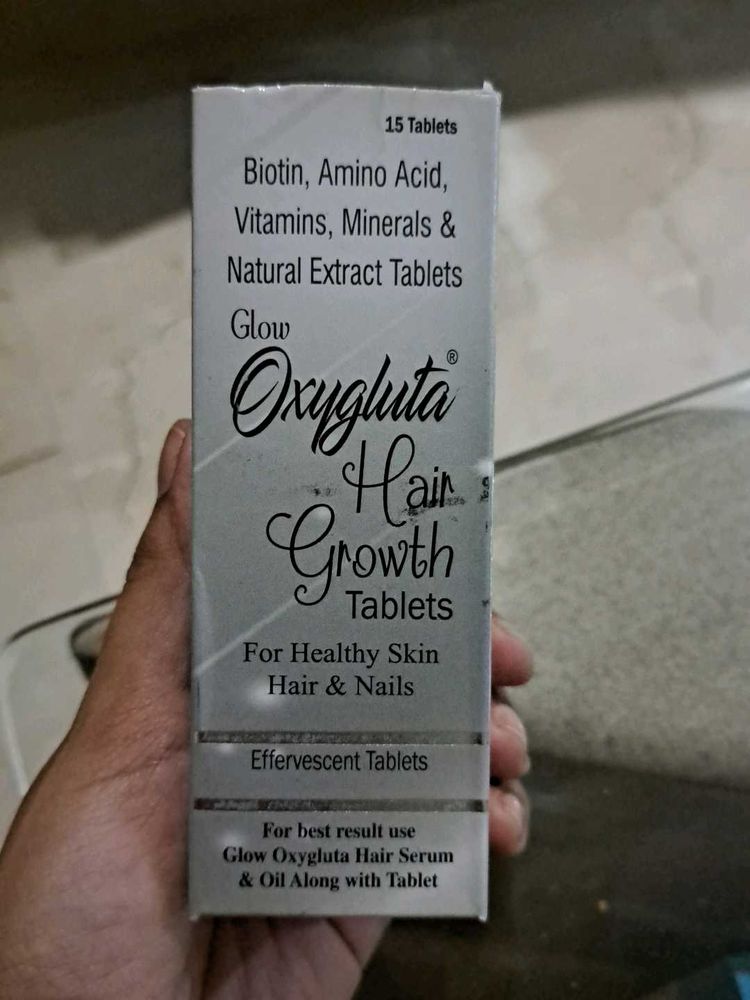 15 Tablets
Biotin, Amino Acid,
Vitamins, Minerals &
Natural Extract Tablets
Glow
Oxygluta®
Hair
Growth
Tablets
For Healthy Skin
Hair & Nails
Effervescent Tablets
For best result use
Glow Oxygluta Hair Serum
& Oil Along with Tablet